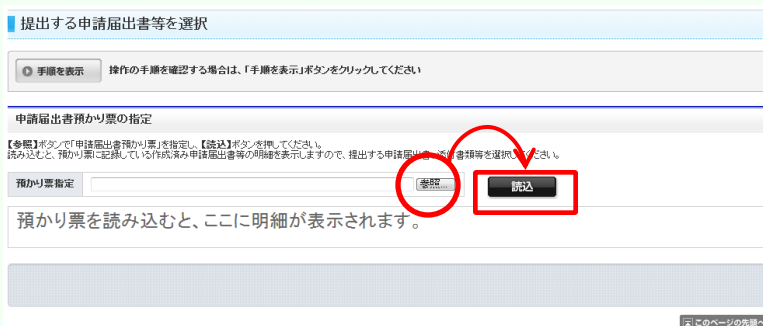 提出する申請届出書等を選択
手順を表示 操作の手順を確認する場合は、「手順を表示」ボタンをクリックしてください
申請届出書預かり票の指定
【参照】ボタンで「申請届出書預かり票」を指定し、【読込】ボタンを押してください。
読み込むと、預かり票に記録している作成済み申請届出書等の明細を表示しますので、提出する申請届出書・添付書類等を選択してください。
預かり票指定 参照... 読込
預かり票を読み込むと、ここに明細が表示されます。
このページの先頭へ